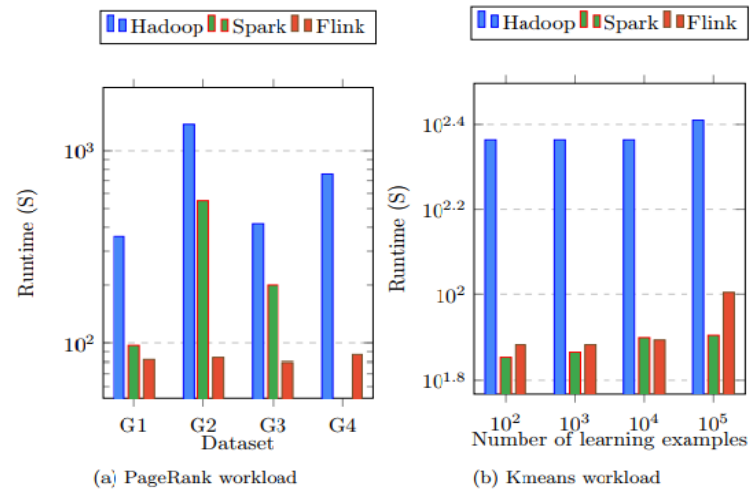 Hadoop Spark Flink
10^3
10^2
Runtime (S)
G1 G2 G3 G4
Dataset
(a) PageRank workload
Hadoop Spark Flink
10^2.4
10^2.2
10^2
10^1.8
Runtime (S)
10^2 10^3 10^4 10^5
Number of learning examples
(b) Kmeans workload